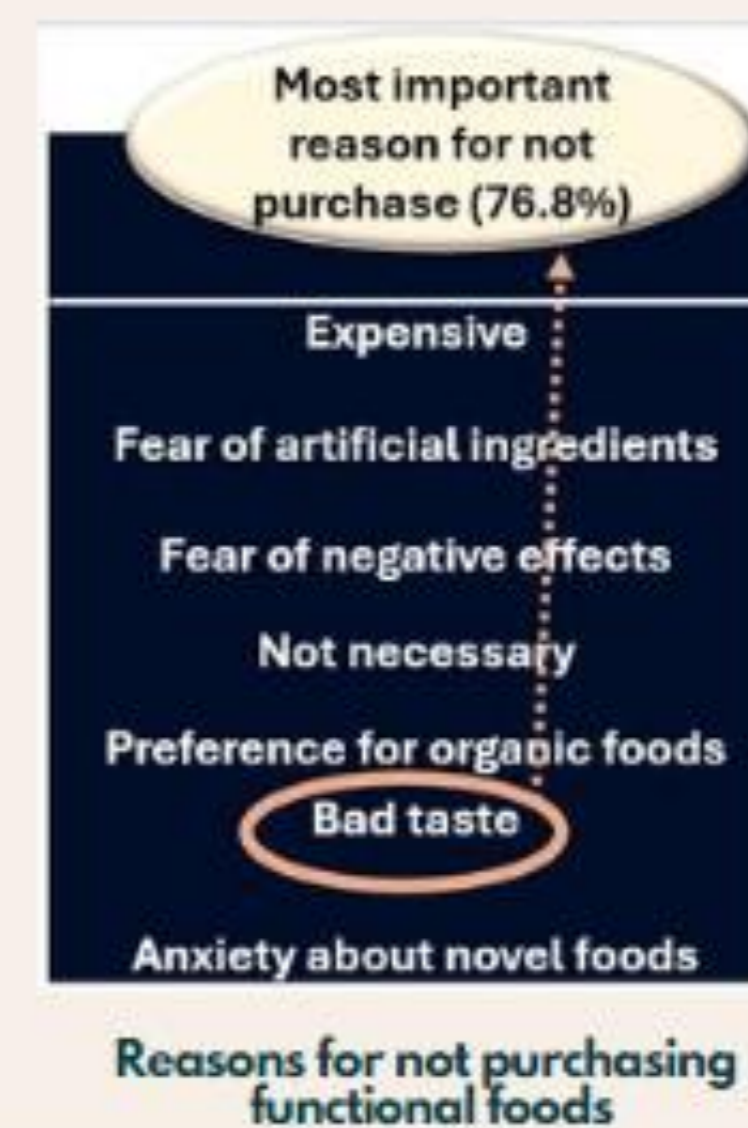 Most important
reason for not
purchase (76.8%)
Expensive
Fear of artificial ingredients
Fear of negative effects
Not necessary
Preference for organic foods
Bad taste
Anxiety about novel foods
Reasons for not purchasing
functional foods